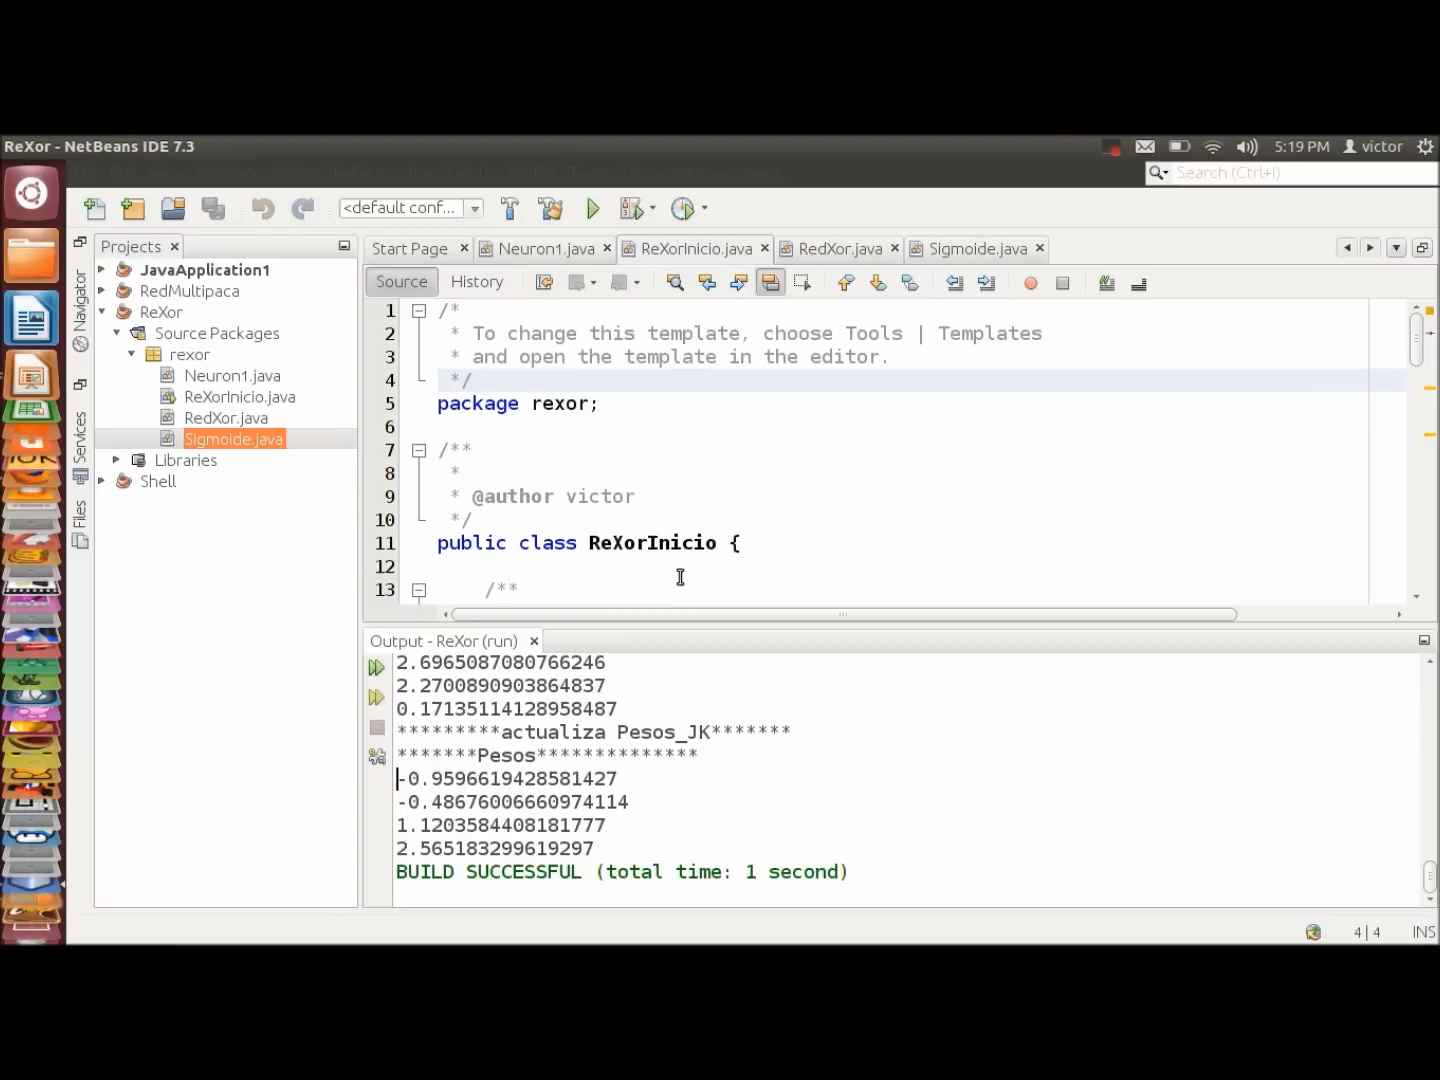 ReXor - NetBeans IDE 7.3
5:19 PM
victor
Search (Ctrl+I)
<default conf...
Projects
Start Page
Neuron1.java
ReXorInicio.java
RedXor.java
Sigmoide.java
Navigator
Services
Files
JavaApplication1
RedMultipaca
ReXor
Source Packages
rexor
Neuron1.java
ReXorInicio.java
RedXor.java
Sigmoide.java
Libraries
Shell
Source
History
1 /*
2 * To change this template, choose Tools | Templates
3 * and open the template in the editor.
4 */
5 package rexor;
6
7 /**
8 *
9 * @author victor
10 */
11 public class ReXorInicio {
12
13 /**
Output - ReXor (run)
2.6965087080766246
2.2700890903864837
0.17135114128958487
*********actualiza Pesos_JK*******
*******Pesos**************
-0.9596619428581427
-0.48676006660974114
1.1203584408181777
2.565183299619297
BUILD SUCCESSFUL (total time: 1 second)
4|4
INS